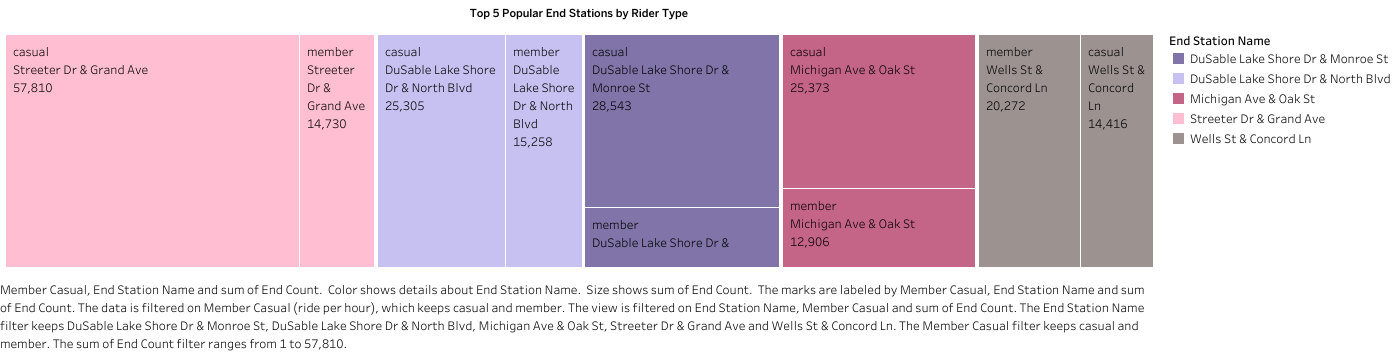 Top 5 Popular End Stations by Rider Type
casual
Streeter Dr & Grand Ave
57,810
member
Streeter
Dr &
Grand Ave
14,730
casual
DuSable Lake Shore
Dr & North Blvd
25,305
member
DuSable
Lake Shore
Dr & North
Blvd
15,258
casual
DuSable Lake Shore Dr &
Monroe St
28,543
member
DuSable Lake Shore Dr &
casual
Michigan Ave & Oak St
25,373
member
Michigan Ave & Oak St
12,906
member
Wells St &
Concord Ln
20,272
casual
Wells St &
Concord
Ln
14,416
End Station Name
DuSable Lake Shore Dr & Monroe St
DuSable Lake Shore Dr & North Blvd
Michigan Ave & Oak St
Streeter Dr & Grand Ave
Wells St & Concord Ln
Member Casual, End Station Name and sum of End Count.  Color shows details about End Station Name.  Size shows sum of End Count.  The marks are labeled by Member Casual, End Station Name and sum
of End Count. The data is filtered on Member Casual (ride per hour), which keeps casual and member. The view is filtered on End Station Name, Member Casual and sum of End Count. The End Station Name
filter keeps DuSable Lake Shore Dr & Monroe St, DuSable Lake Shore Dr & North Blvd, Michigan Ave & Oak St, Streeter Dr & Grand Ave and Wells St & Concord Ln. The Member Casual filter keeps casual and
member. The sum of End Count filter ranges from 1 to 57,810.